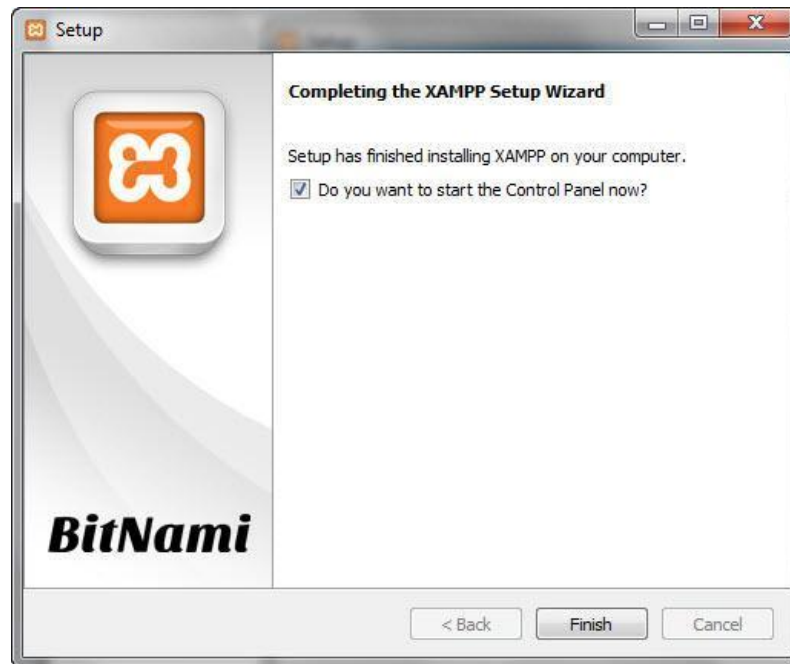 Setup
Completing the XAMPP Setup Wizard
Setup has finished installing XAMPP on your computer.
Do you want to start the Control Panel now?
BitNami
< Back
Finish
Cancel